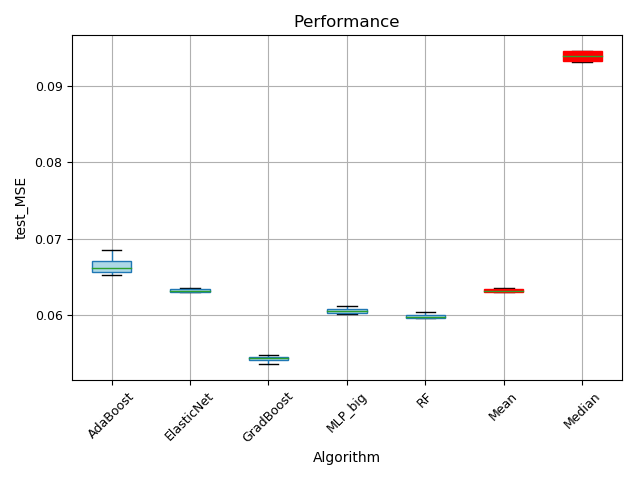 Performance
test_MSE
0.09
0.08
0.07
0.06
AdaBoost
ElasticNet
GradBoost
MLP_big
RF
Mean
Median
Algorithm